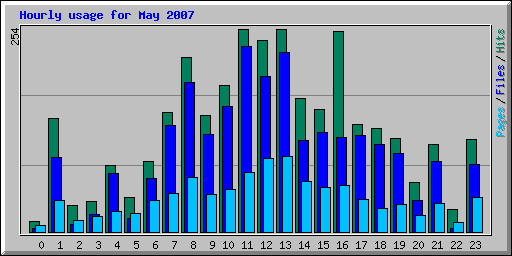 Hourly usage for May 2007
254
Pages/Files/Hits
0 1 2 3 4 5 6 7 8 9 10 11 12 13 14 15 16 17 18 19 20 21 22 23